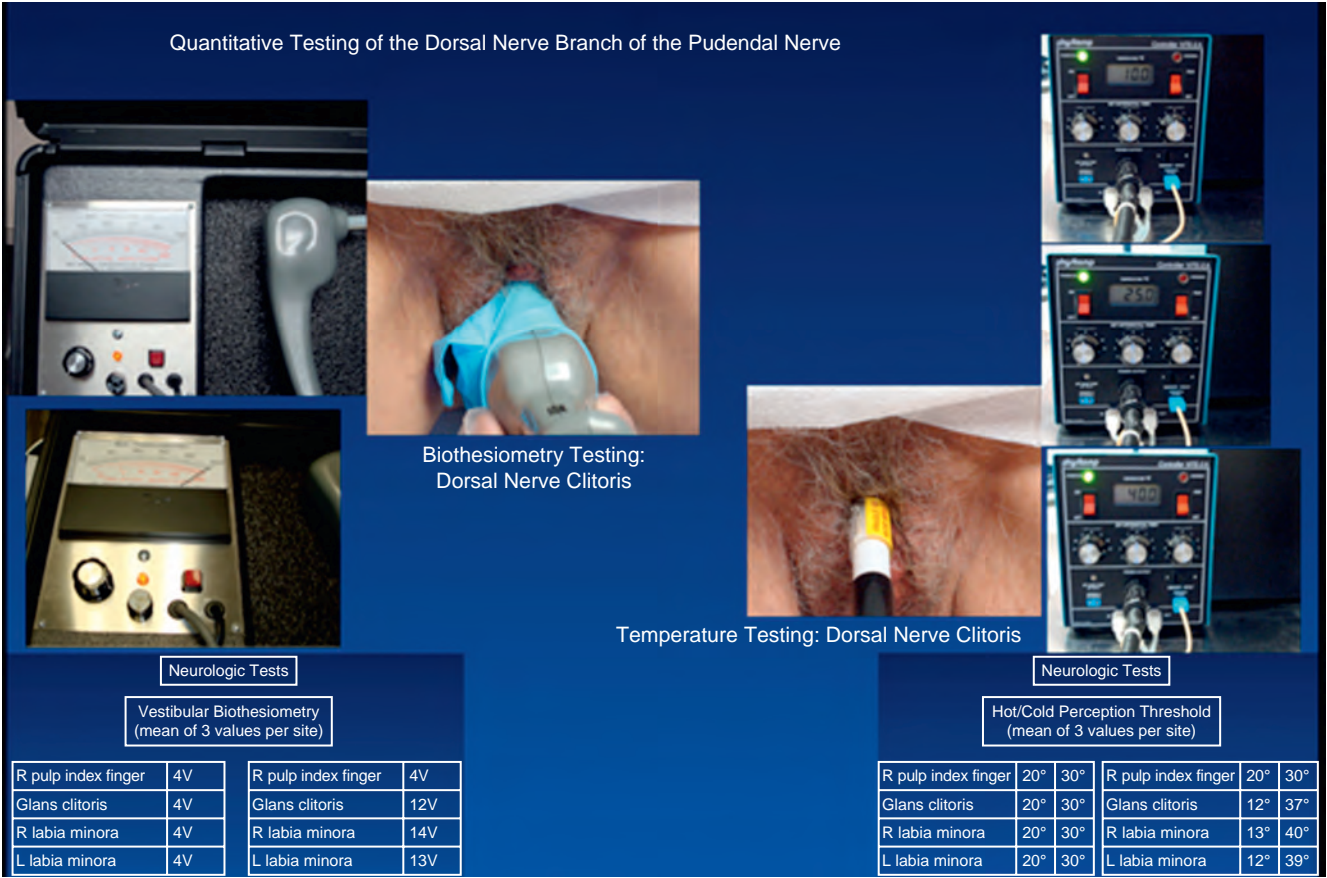 Quantitative Testing of the Dorsal Nerve Branch of the Pudendal Nerve
100
250
400
Biothesiometry Testing:
Dorsal Nerve Clitoris
Temperature Testing: Dorsal Nerve Clitoris
Neurologic Tests
Vestibular Biothesiometry
(mean of 3 values per site)
R pulp index finger 4V
Glans clitoris 4V
R labia minora 4V
L labia minora 4V
R pulp index finger 4V
Glans clitoris 12V
R labia minora 14V
L labia minora 13V
Neurologic Tests
Hot/Cold Perception Threshold
(mean of 3 values per site)
R pulp index finger 20° 30°
Glans clitoris 20° 30°
R labia minora 20° 30°
L labia minora 20° 30°
R pulp index finger 20° 30°
Glans clitoris 12° 37°
R labia minora 13° 40°
L labia minora 12° 39°